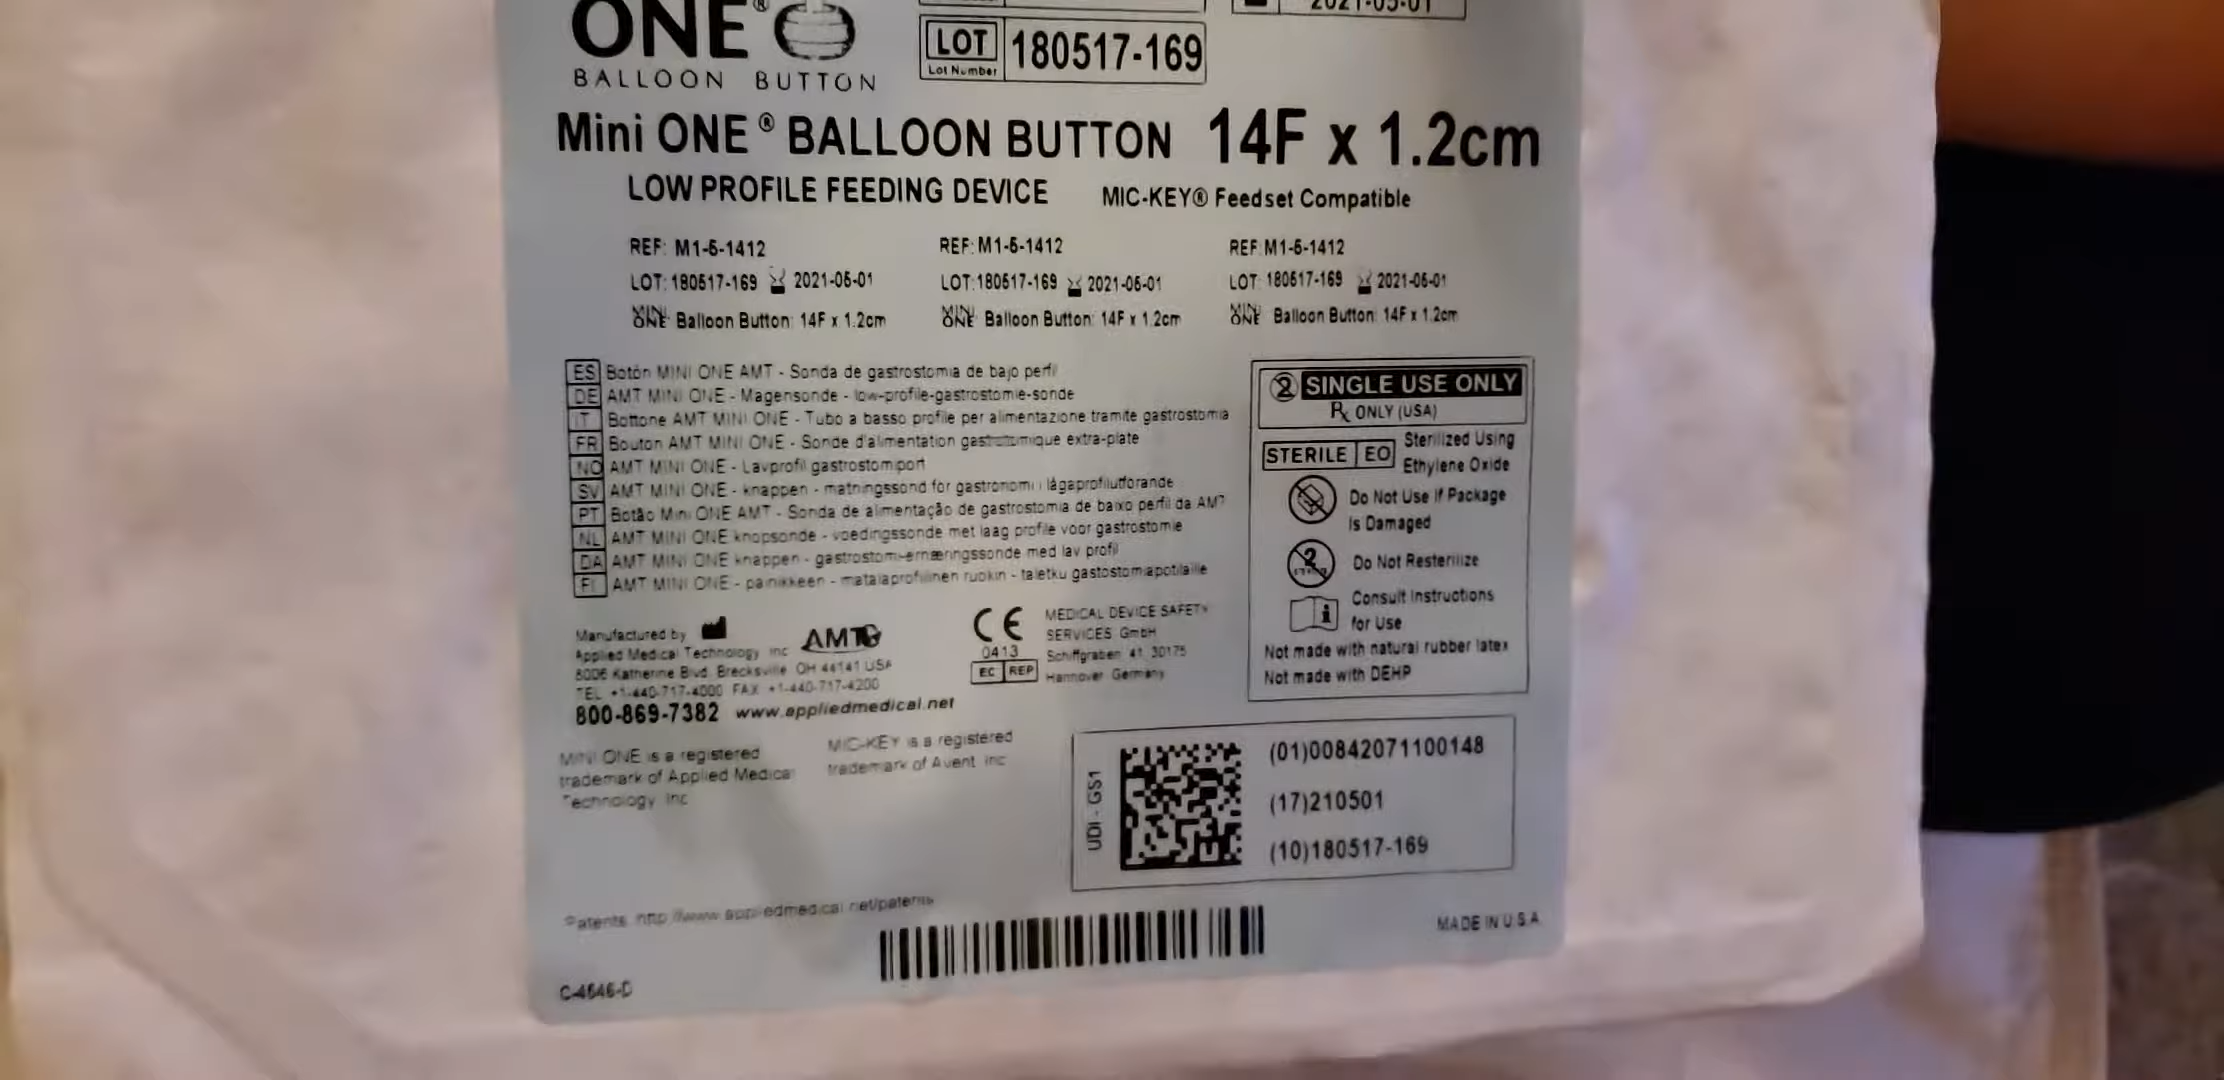 ONE®
BALLOON BUTTON
2021-05-01
LOT
Lot Number
180517-169
Mini ONE® BALLOON BUTTON 14F x 1.2cm
LOW PROFILE FEEDING DEVICE MIC-KEY® Feedset Compatible
REF: M1-5-1412 REF: M1-5-1412 REF: M1-5-1412
LOT: 180517-169 2021-05-01 LOT: 180517-169 2021-05-01 LOT: 180517-169 2021-05-01
MINI ONE Balloon Button: 14F x 1.2cm MINI ONE Balloon Button: 14F x 1.2cm MINI ONE Balloon Button: 14F x 1.2cm
ES Botón MINI ONE AMT - Sonda de gastrostomia de bajo perfil
DE AMT MINI ONE - Magensonde - low-profile-gastrostomie-sonde
IT Bottone AMT MINI ONE - Tubo a basso profile per alimentazione tramite gastrostomia
FR Bouton AMT MINI ONE - Sonde d'alimentation extra-plate
NO AMT MINI ONE - Lavprofil gastrostomiport
SV AMT MINI ONE - knappen - matningssond for gastronomi i lågaprofilutforande
PT Botão Mini ONE AMT - Sonda de alimentação de gastrostomia de baixo perfil da AMT
NL AMT MINI ONE knopsonde - voedingssonde met laag profile voor gastrostomie
DA AMT MINI ONE knappen - gastrostomi-ernæringssonde med lav profil
FI AMT MINI ONE - painikkeen - matalaprofiilinen ruokin - taletku gastostomiapotilaille
2 SINGLE USE ONLY
Rx ONLY (USA)
STERILE EO Sterilized Using
Ethylene Oxide
Do Not Use If Package
Is Damaged
2 Do Not Resterilize
Consult Instructions
for Use
Not made with natural rubber latex
Not made with DEHP
Manufactured by
AMT
Applied Medical Technology Inc
8006 Katherine Blvd. Brecksville OH 44141 USA
TEL +1-440-717-4000 FAX +1-440-717-4200
800-869-7382 www.appliedmedical.net
CE
0413
EC REP
MEDICAL DEVICE SAFETY
SERVICES GmbH
Schiffgraben 41 30175
Hannover Germany
MINI ONE is a registered
trademark of Applied Medical
Technology Inc
MIC-KEY is a registered
trademark of Avent Inc
UDI - GS1
(01)00842071100148
(17)210501
(10)180517-169
Patents http://www.appliedmedical.net/patents
MADE IN U.S.A
C-4646-D